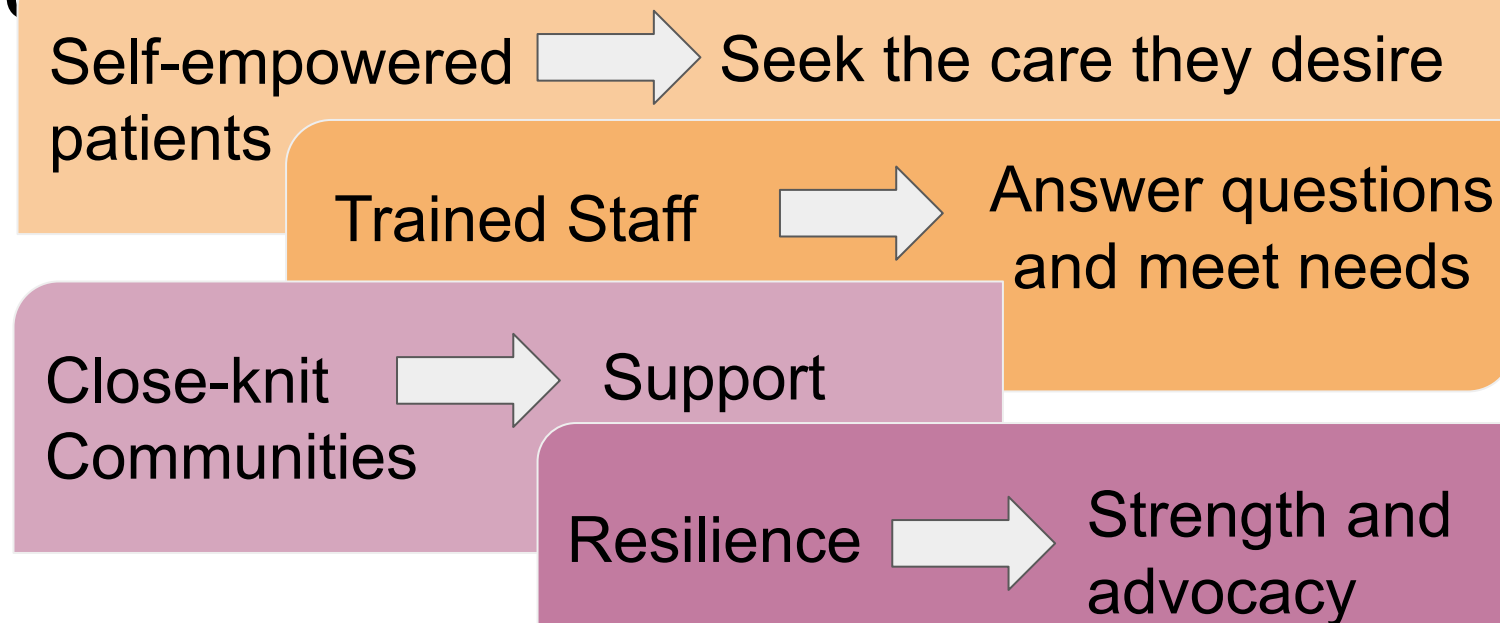 Self-empowered
patients
Seek the care they desire
Trained Staff
Answer questions
and meet needs
Close-knit
Communities
Support
Resilience
Strength and
advocacy